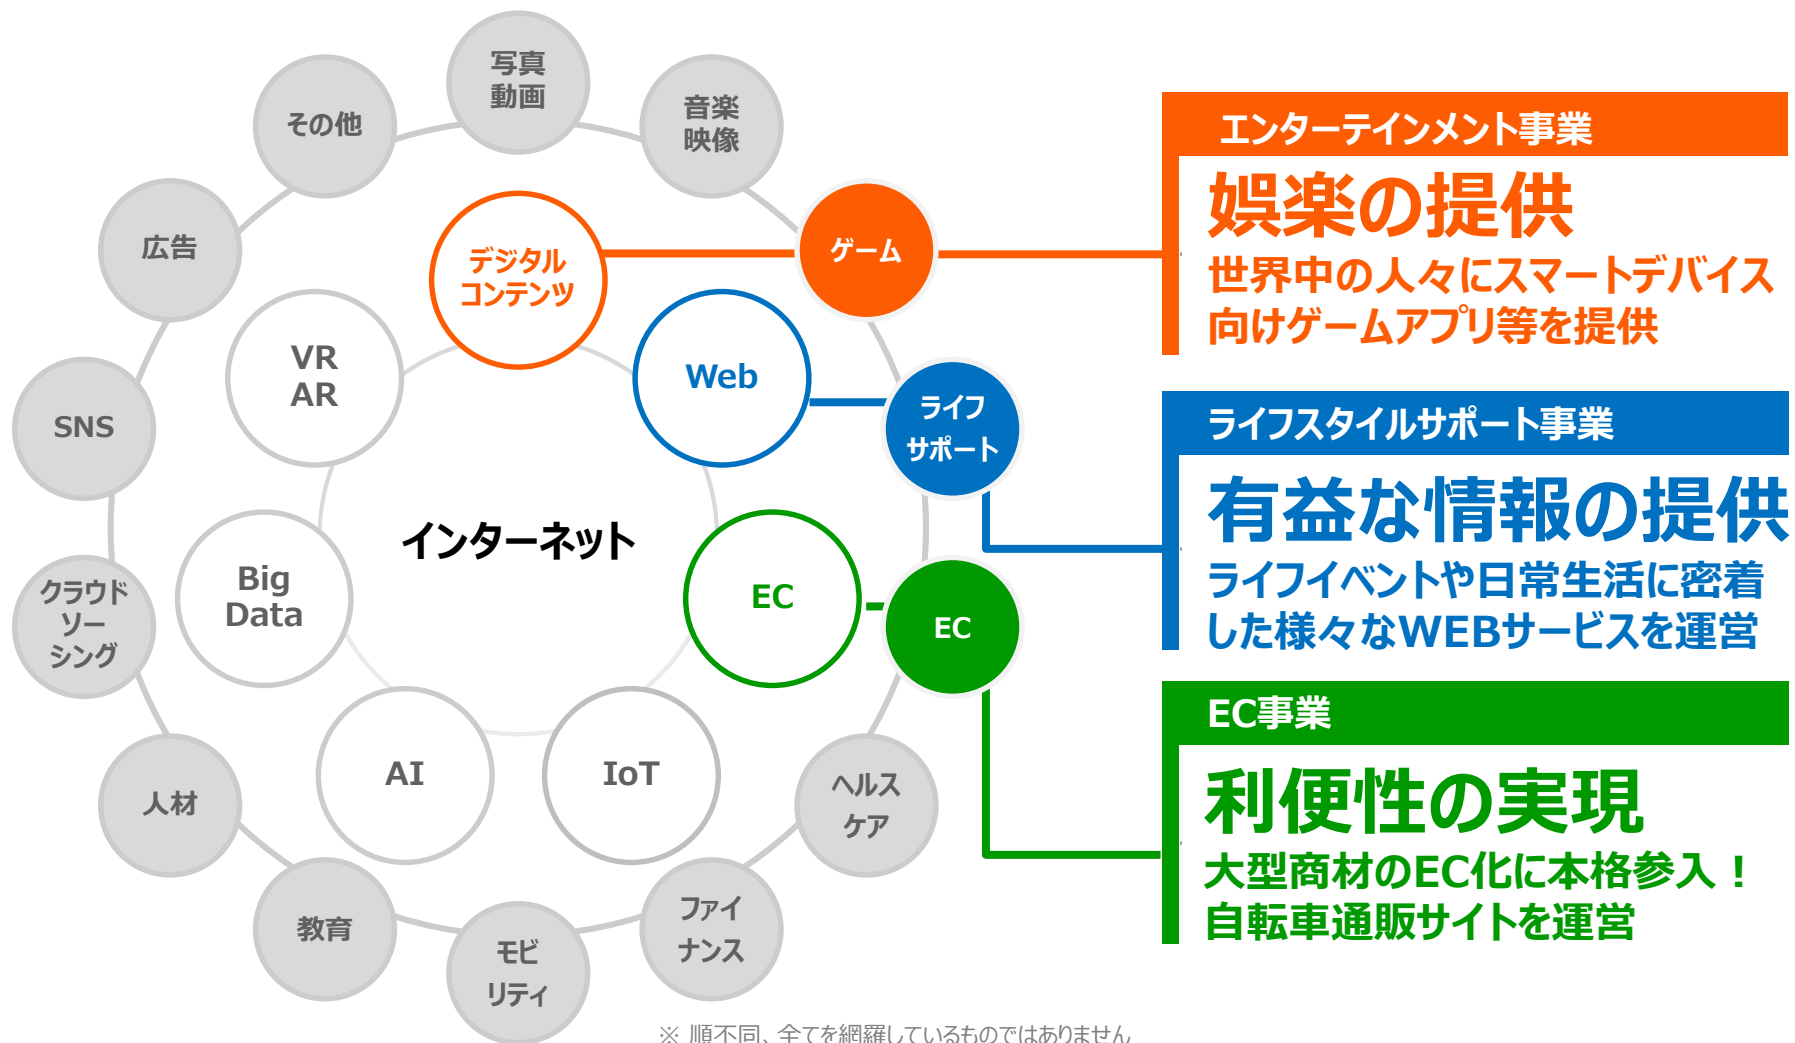 写真
動画
音楽
映像
その他
広告
SNS
クラウド
ソー
シング
人材
教育
モビ
リティ
ファイ
ナンス
ヘルス
ケア
EC
ライフ
サポート
ゲーム
デジタル
コンテンツ
Web
EC
IoT
AI
Big
Data
VR
AR
インターネット
エンターテインメント事業
娯楽の提供
世界中の人々にスマートデバイス
向けゲームアプリ等を提供
ライフスタイルサポート事業
有益な情報の提供
ライフイベントや日常生活に密着
した様々なWEBサービスを運営
EC事業
利便性の実現
大型商材のEC化に本格参入！
自転車通販サイトを運営
※ 順不同、全てを網羅しているものではありません